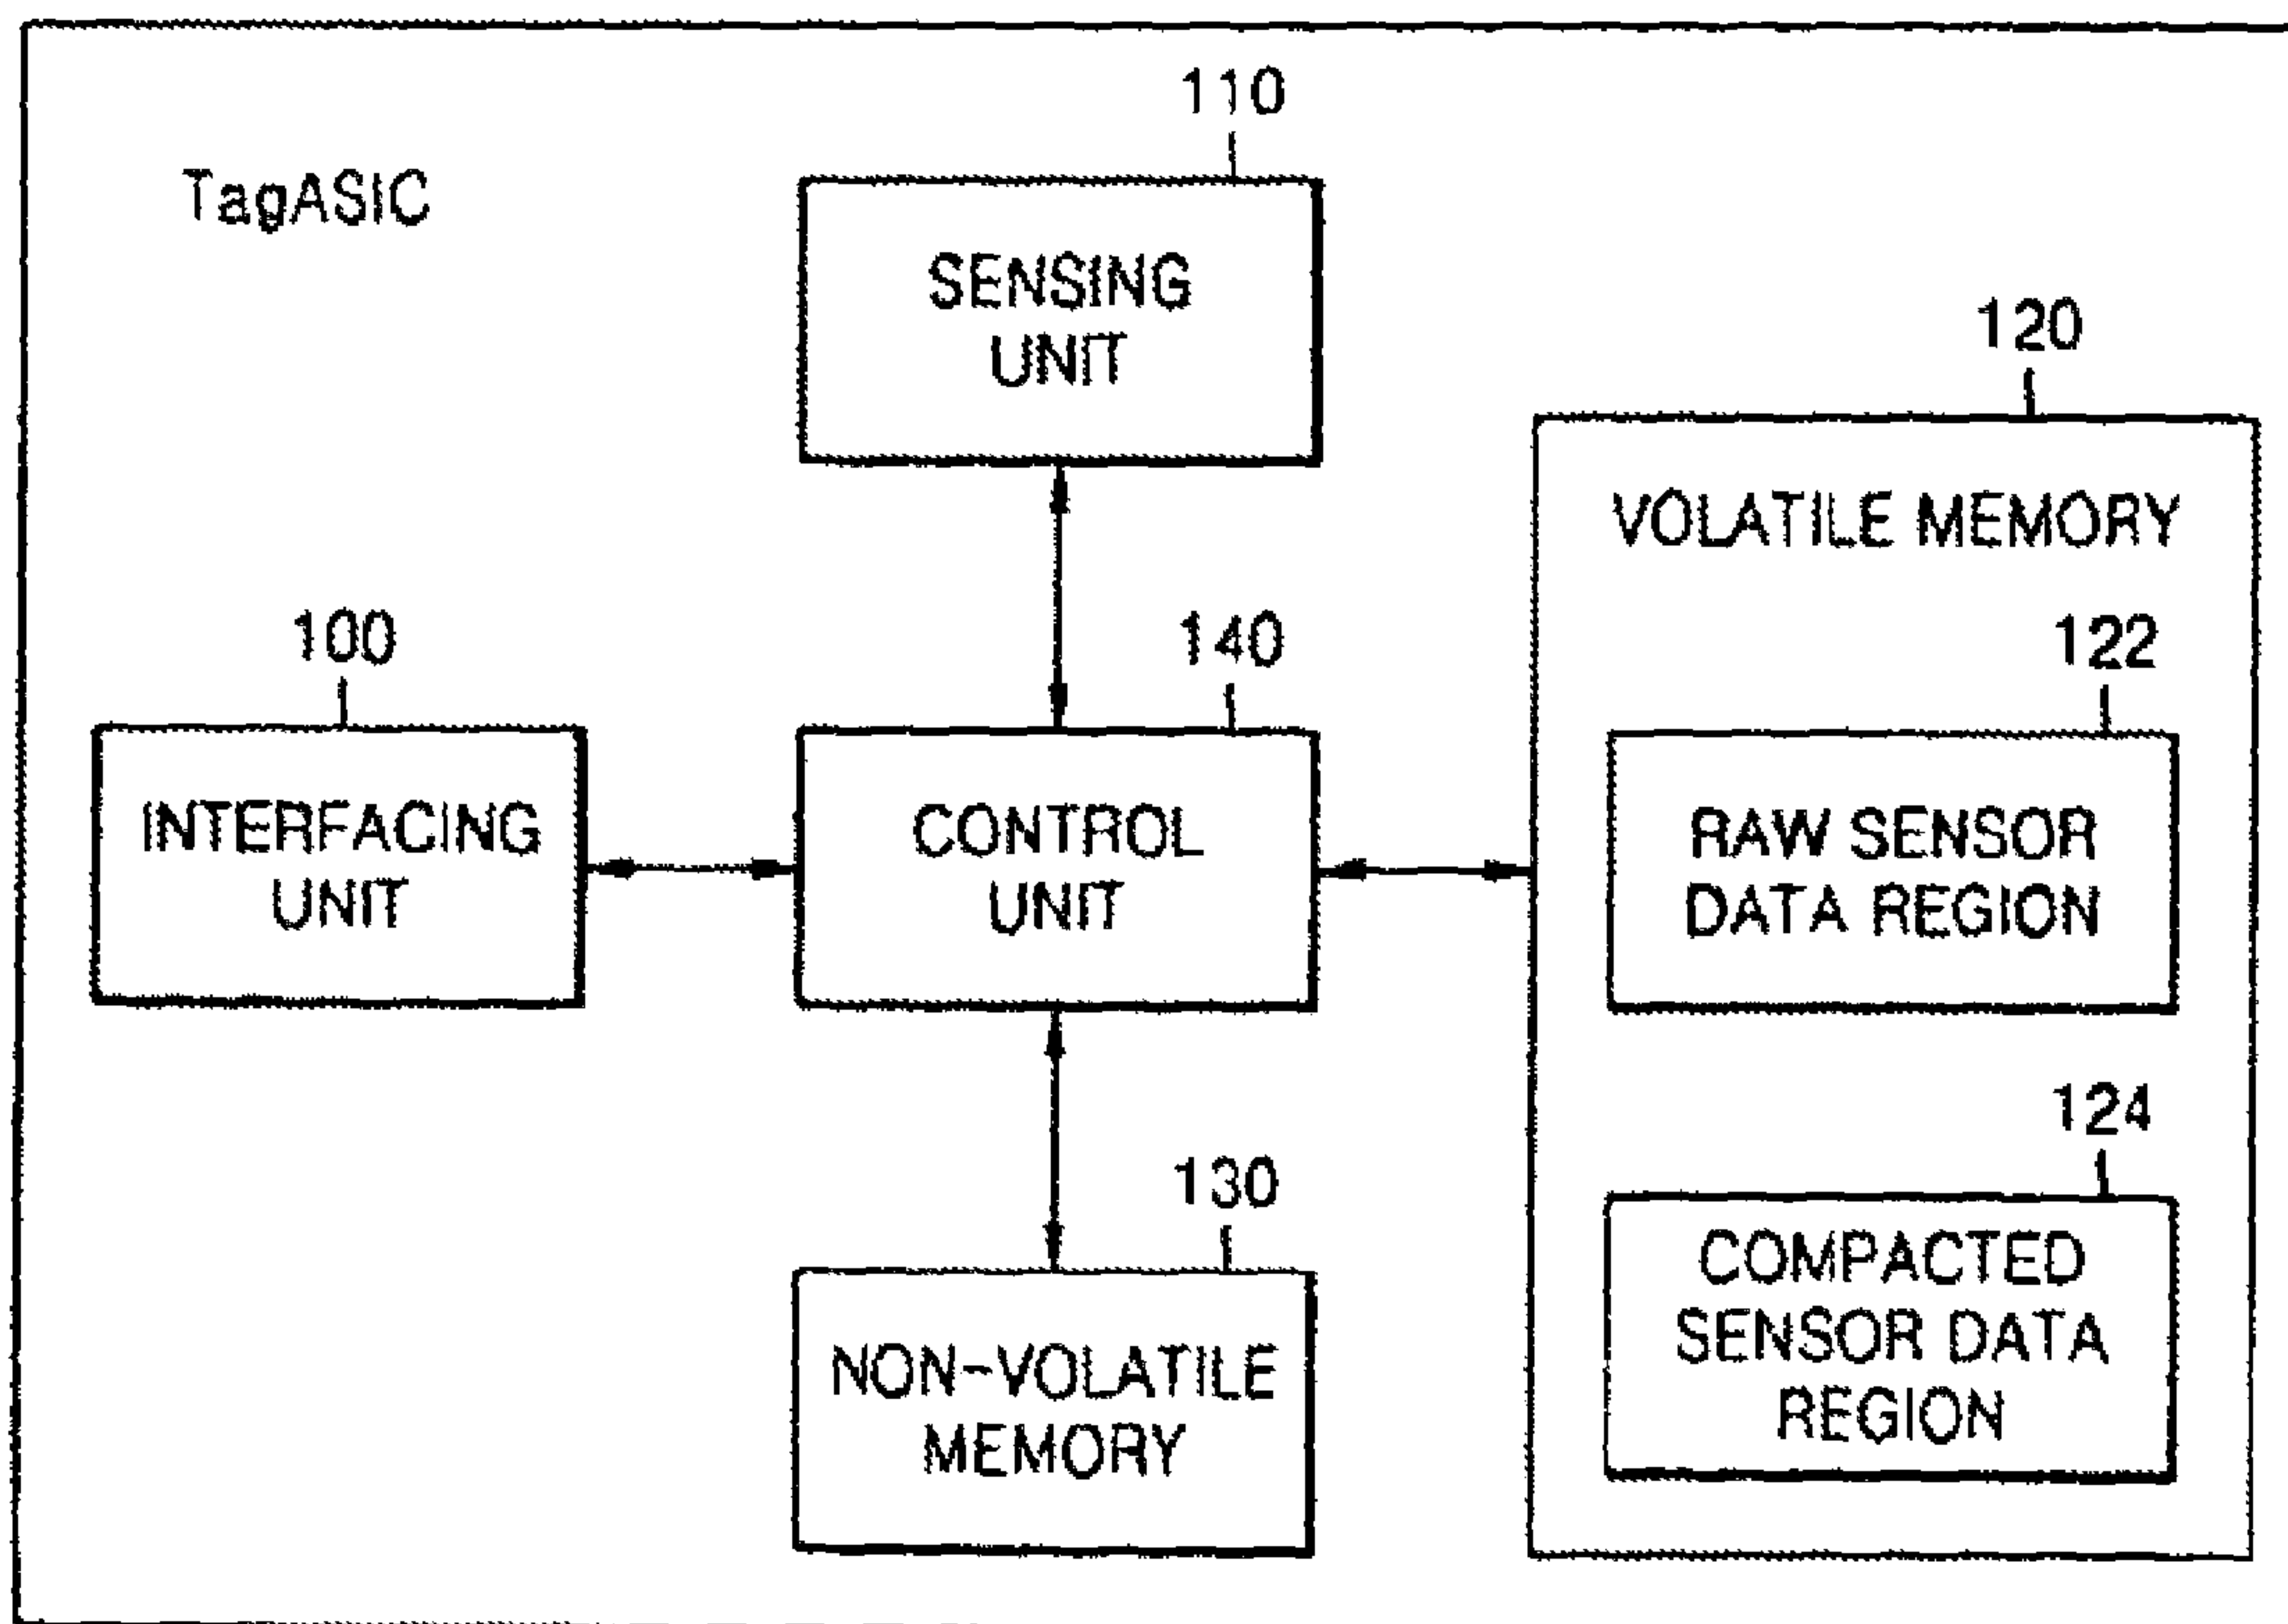 110
TagASIC
SENSING
UNIT
120
VOLATILE MEMORY
100
140
122
INTERFACING
UNIT
CONTROL
UNIT
RAW SENSOR
DATA REGION
124
130
COMPACTED
SENSOR DATA
REGION
NON-VOLATILE
MEMORY